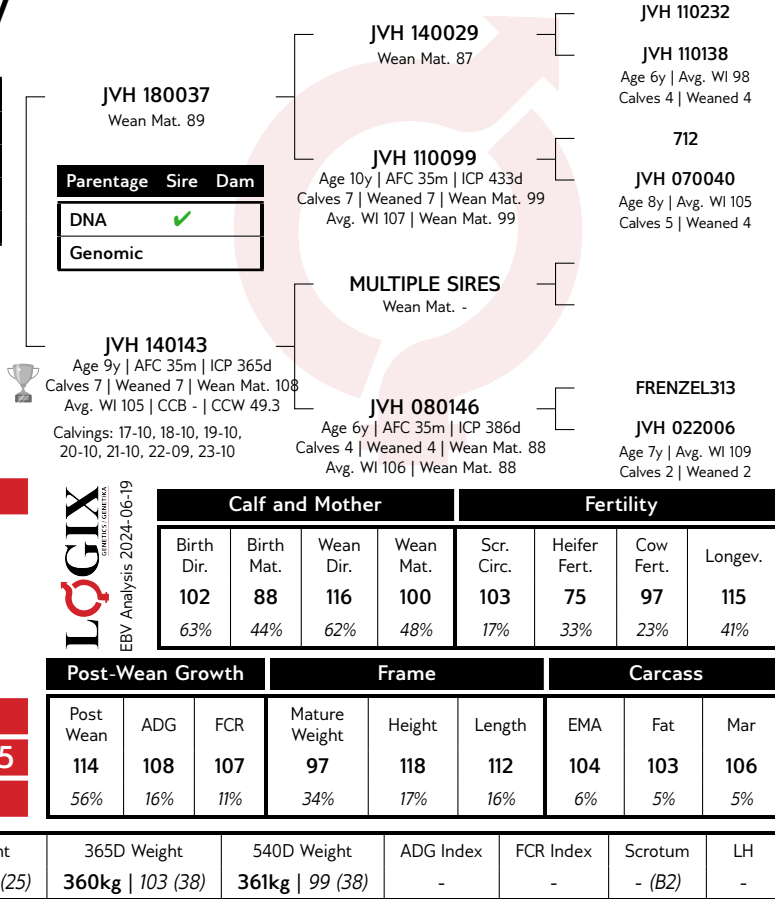 JVH 110232
JVH 140029
Wean Mat. 87
JVH 110138
Age 6y | Avg. WI 98
Calves 4 | Weaned 4
JVH 180037
Wean Mat. 89
712
JVH 110099
Age 10y | AFC 35m | ICP 433d
Calves 7 | Weaned 7 | Wean Mat. 99
Avg. WI 107 | Wean Mat. 99
JVH 070040
Age 8y | Avg. WI 105
Calves 5 | Weaned 4
Parentage Sire Dam
DNA ✔
Genomic
MULTIPLE SIRES
Wean Mat. -
JVH 140143
Age 9y | AFC 35m | ICP 365d
Calves 7 | Weaned 7 | Wean Mat. 108
Avg. WI 105 | CCB - | CCW 49.3
Calvings: 17-10, 18-10, 19-10,
20-10, 21-10, 22-09, 23-10
FRENZEL313
JVH 080146
Age 6y | AFC 35m | ICP 386d
Calves 4 | Weaned 4 | Wean Mat. 88
Avg. WI 106 | Wean Mat. 88
JVH 022006
Age 7y | Avg. WI 109
Calves 2 | Weaned 2
LOGIX
GENETICS / GENETIKA
EBV Analysis 2024-06-19
Calf and Mother Fertility
Birth Dir. Birth Mat. Wean Dir. Wean Mat. Scr. Circ. Heifer Fert. Cow Fert. Longev.
102 88 116 100 103 75 97 115
63% 44% 62% 48% 17% 33% 23% 41%
Post-Wean Growth Frame Carcass
Post Wean ADG FCR Mature Weight Height Length EMA Fat Mar
114 108 107 97 118 112 104 103 106
56% 16% 11% 34% 17% 16% 6% 5% 5%
5
365D Weight 540D Weight ADG Index FCR Index Scrotum LH
(25) 360kg | 103 (38) 361kg | 99 (38) - - - (B2) -